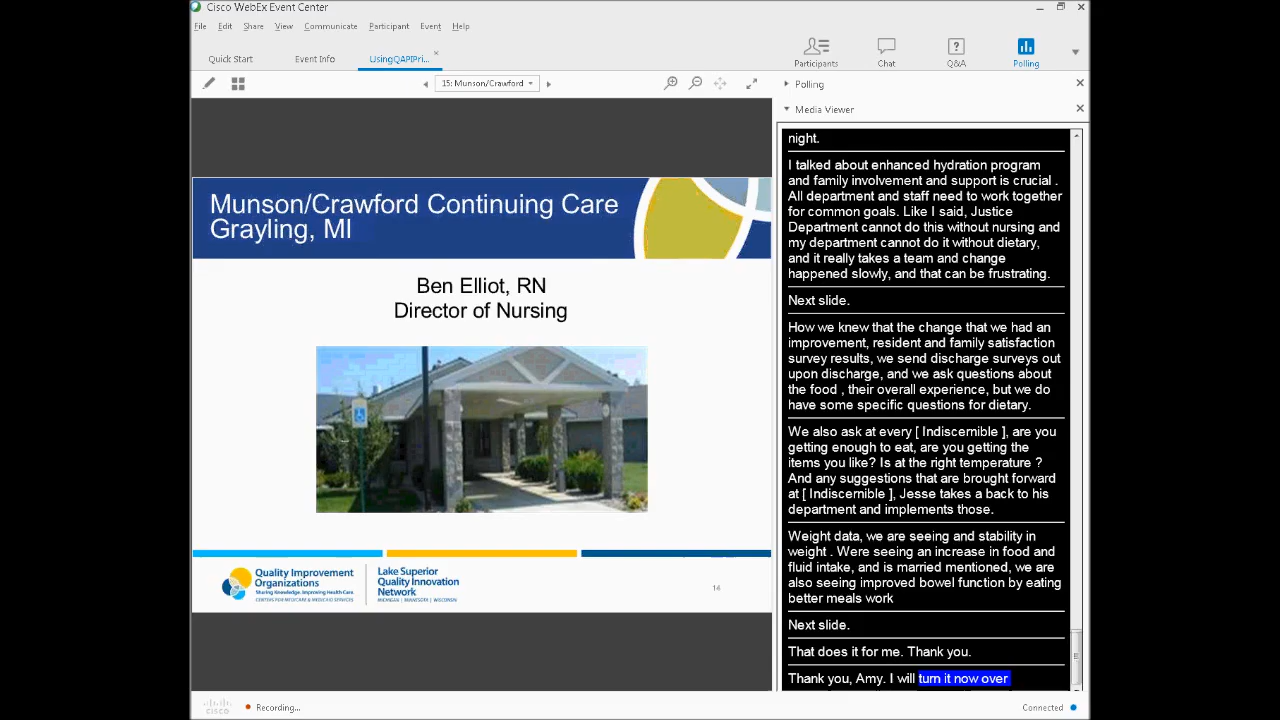 Cisco WebEx Event Center
File Edit Share View Communicate Participant Event Help
Quick Start Event Info UsingQAPIPri...
Participants Chat Q&A Polling
15: Munson/Crawford
Polling
Media Viewer
Munson/Crawford Continuing Care
Grayling, MI
Ben Elliot, RN
Director of Nursing
Quality Improvement
Organizations
Sharing Knowledge. Improving Health Care.
CENTERS FOR MEDICARE & MEDICAID SERVICES
Lake Superior
Quality Innovation
Network
MICHIGAN | MINNESOTA | WISCONSIN
16
night.
I talked about enhanced hydration program
and family involvement and support is crucial .
All department and staff need to work together
for common goals. Like I said, Justice
Department cannot do this without nursing and
my department cannot do it without dietary,
and it really takes a team and change
happened slowly, and that can be frustrating.
Next slide.
How we knew that the change that we had an
improvement, resident and family satisfaction
survey results, we send discharge surveys out
upon discharge, and we ask questions about
the food , their overall experience, but we do
have some specific questions for dietary.
We also ask at every [ Indiscernible ], are you
getting enough to eat, are you getting the
items you like? Is at the right temperature ?
And any suggestions that are brought forward
at [ Indiscernible ], Jesse takes a back to his
department and implements those.
Weight data, we are seeing and stability in
weight . Were seeing an increase in food and
fluid intake, and is married mentioned, we are
also seeing improved bowel function by eating
better meals work
Next slide.
That does it for me. Thank you.
Thank you, Amy. I will turn it now over
cisco
Recording...
Connected